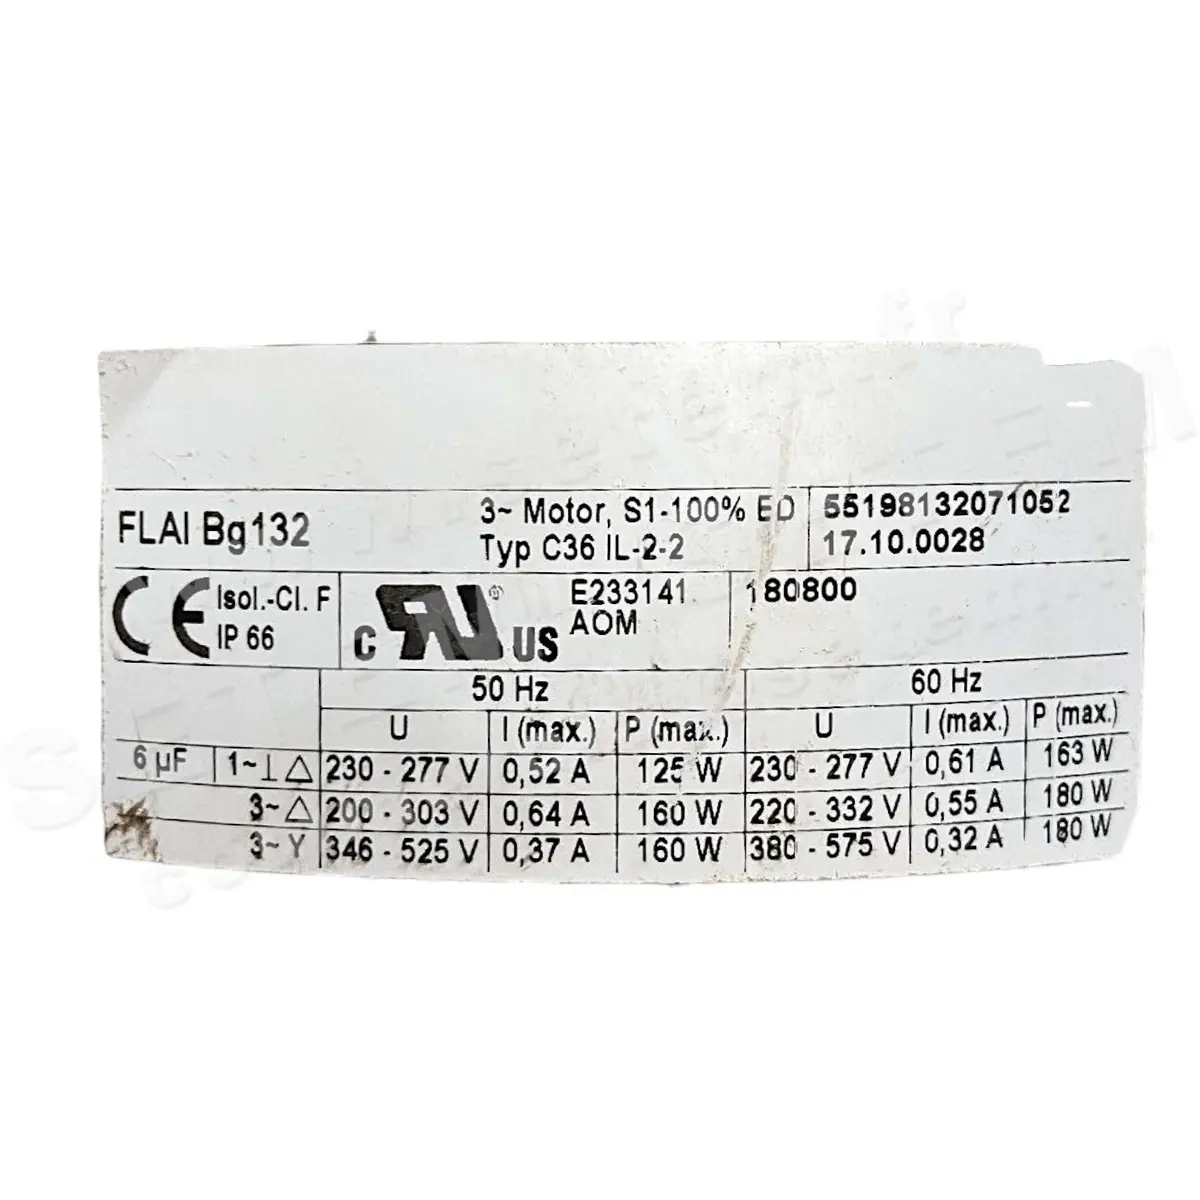 FLAI Bg132
3~ Motor, S1-100% ED
Typ C36 IL-2-2
55198132071052
17.10.0028
CE
Isol.-Cl. F
IP 66
c RU ® US
E233141
AOM
180800
50 Hz 60 Hz
U I (max.) P (max.) U I (max.) P (max.)
6 µF 1~⊥△ 230 - 277 V 0,52 A 125 W 230 - 277 V 0,61 A 163 W
3~△ 200 - 303 V 0,64 A 160 W 220 - 332 V 0,55 A 180 W
3~ Y 346 - 525 V 0,37 A 160 W 380 - 575 V 0,32 A 180 W